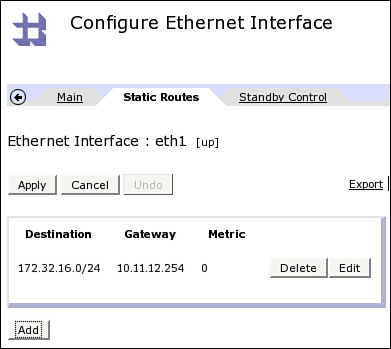 Configure Ethernet Interface
Main Static Routes Standby Control
Ethernet Interface : eth1 [up]
Apply Cancel Undo Export
Destination Gateway Metric
172.32.16.0/24 10.11.12.254 0 Delete Edit
Add